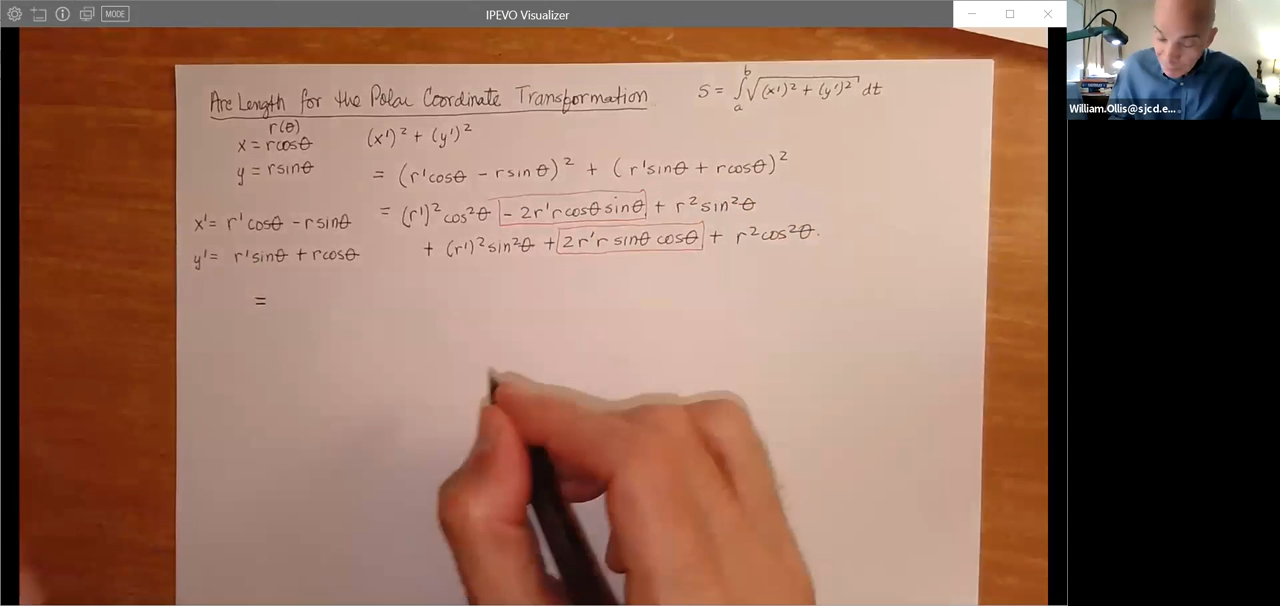 IPEVO Visualizer
MODE
William.Ollis@sjcd.e...
Arc Length for the Polar Coordinate Transformation
S = ∫ₐᵇ √((x')² + (y')²) dt
r(θ)
x = rcosθ
y = rsinθ
x' = r'cosθ - rsinθ
y' = r'sinθ + rcosθ
(x')² + (y')²
= (r'cosθ - rsinθ)² + (r'sinθ + rcosθ)²
= (r')²cos²θ - 2r'rcosθsinθ + r²sin²θ
+ (r')²sin²θ + 2r'rsinθcosθ + r²cos²θ.
=